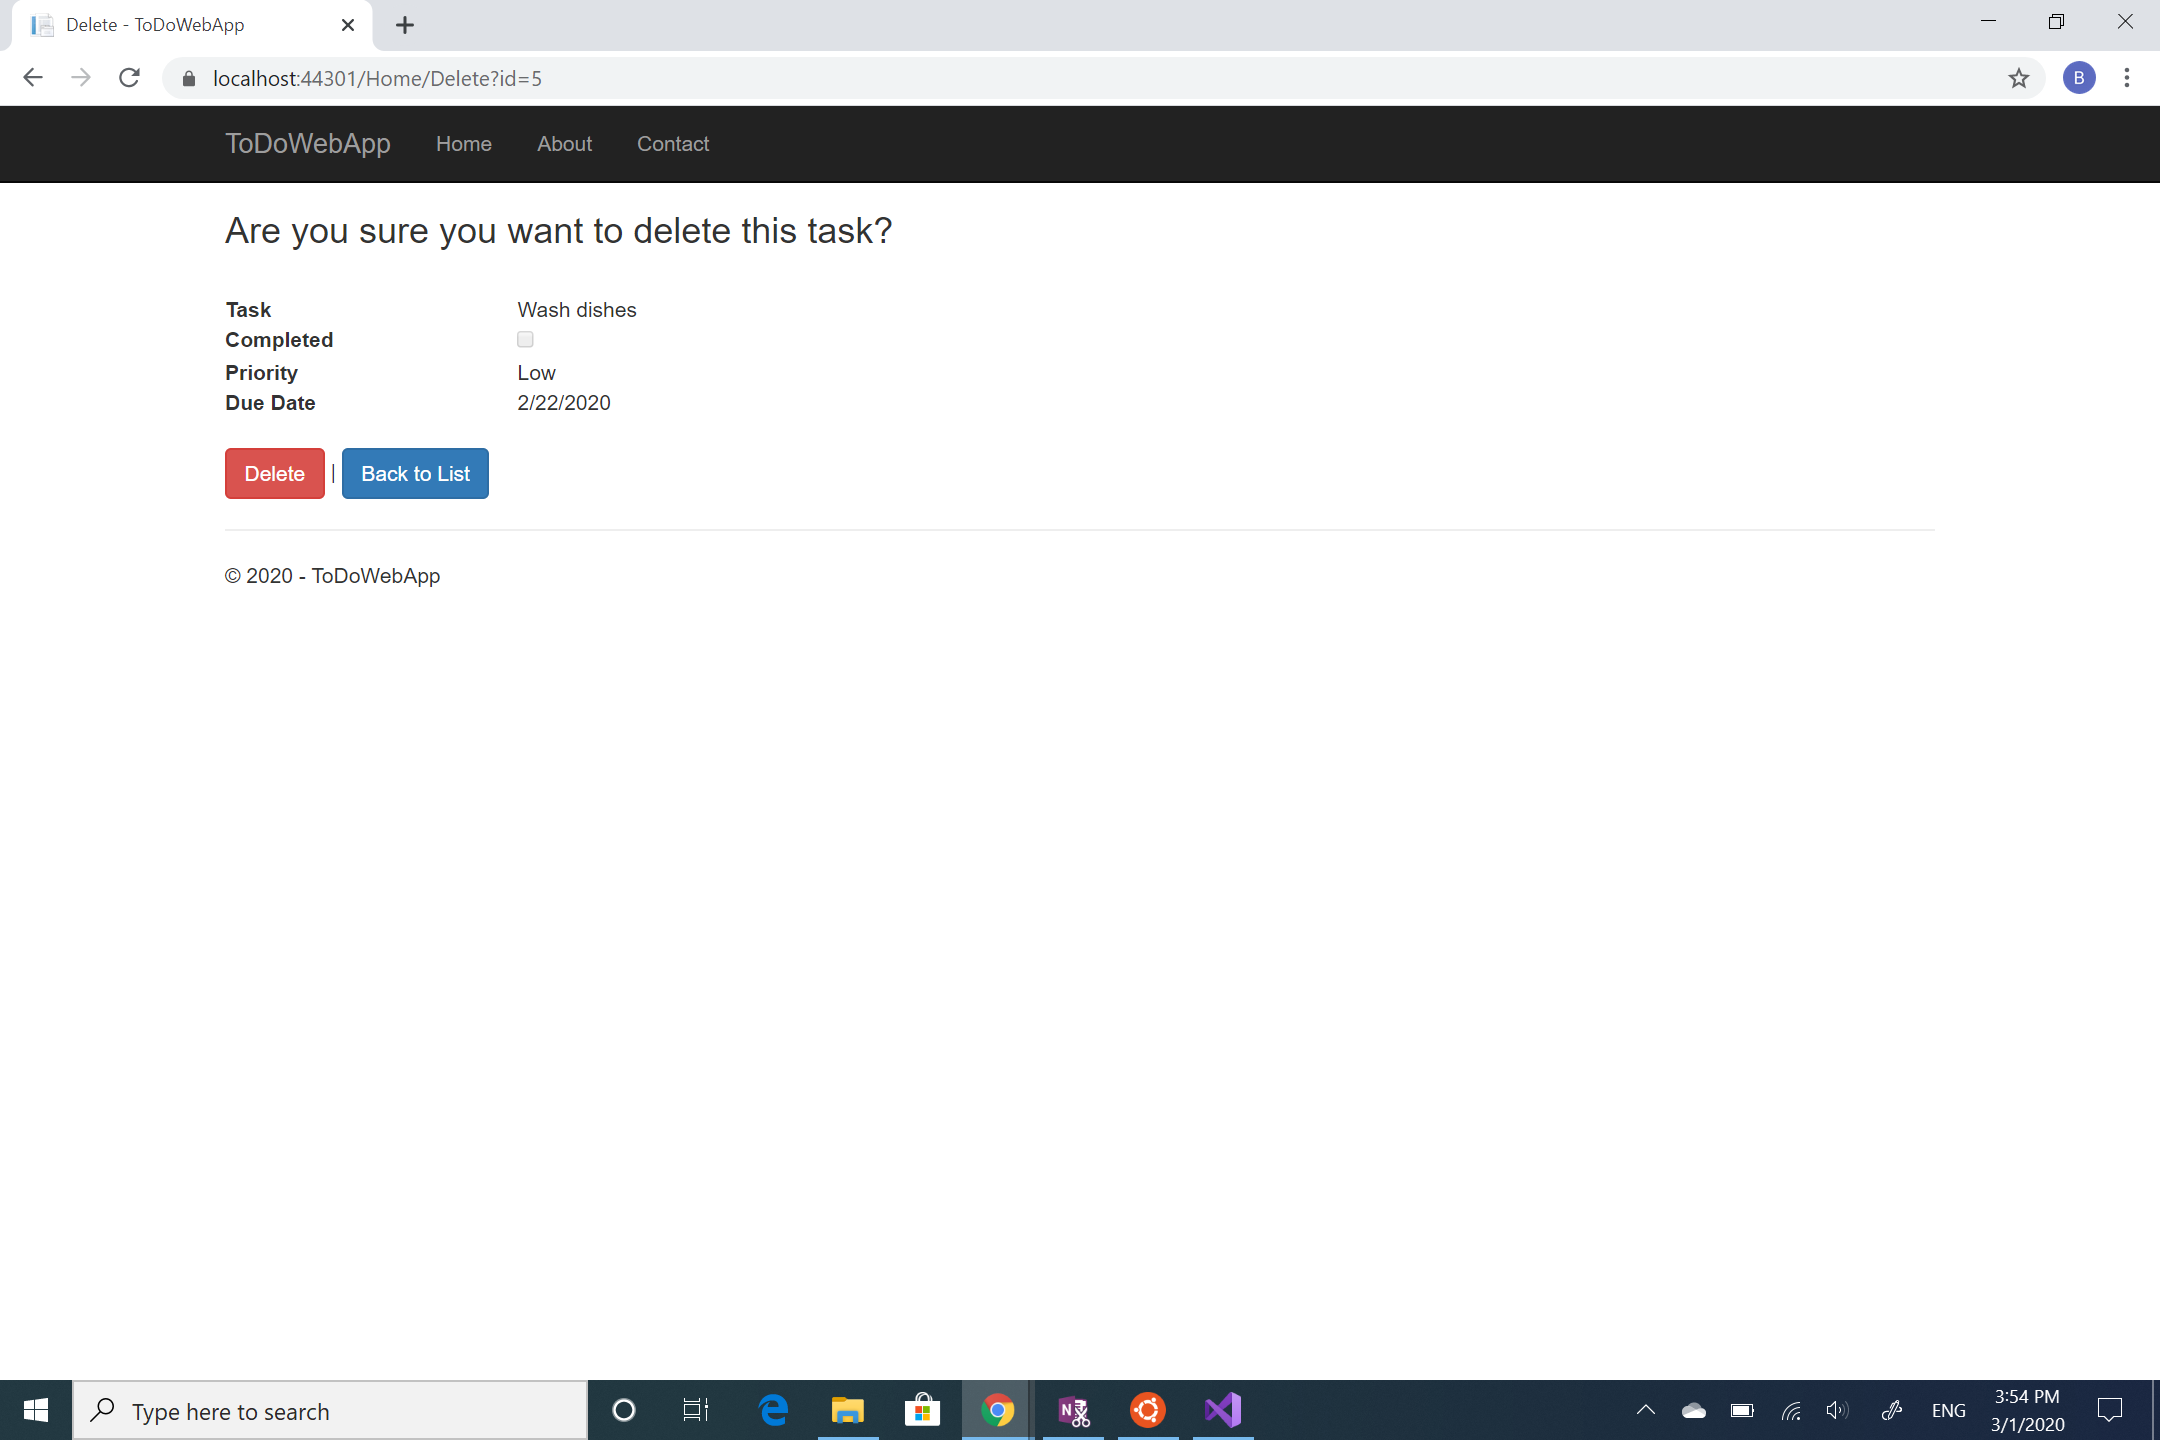 Delete - ToDoWebApp
localhost:44301/Home/Delete?id=5
B
ToDoWebApp Home About Contact
Are you sure you want to delete this task?
Task Wash dishes
Completed
Priority Low
Due Date 2/22/2020
Delete | Back to List
© 2020 - ToDoWebApp
Type here to search
N
ENG
3:54 PM
3/1/2020